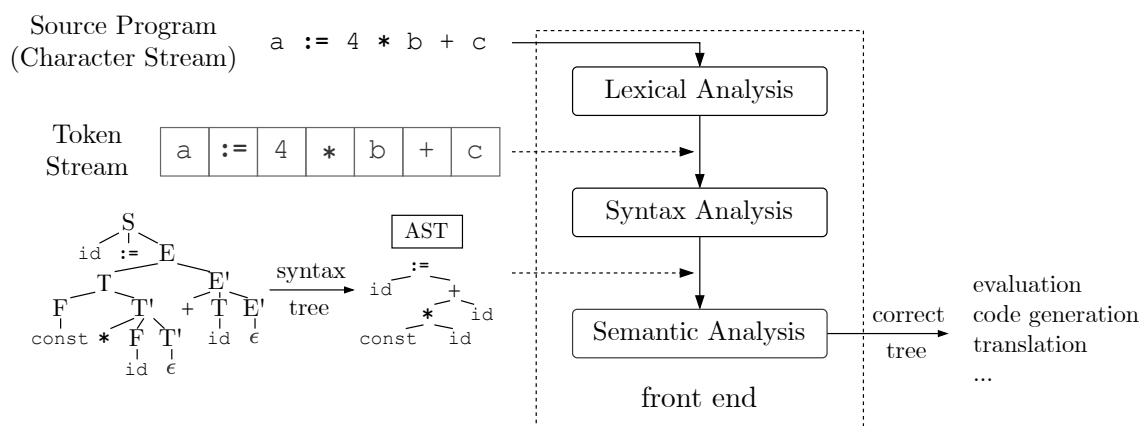 Source Program
(Character Stream)
a := 4 * b + c
Lexical Analysis
Token
Stream
a := 4 * b + c
Syntax Analysis
S
id := E
T E'
F T' + T E'
const * F T' id ϵ
id ϵ
syntax
tree
AST
:=
id +
* id
const id
Semantic Analysis
correct
tree
evaluation
code generation
translation
...
front end